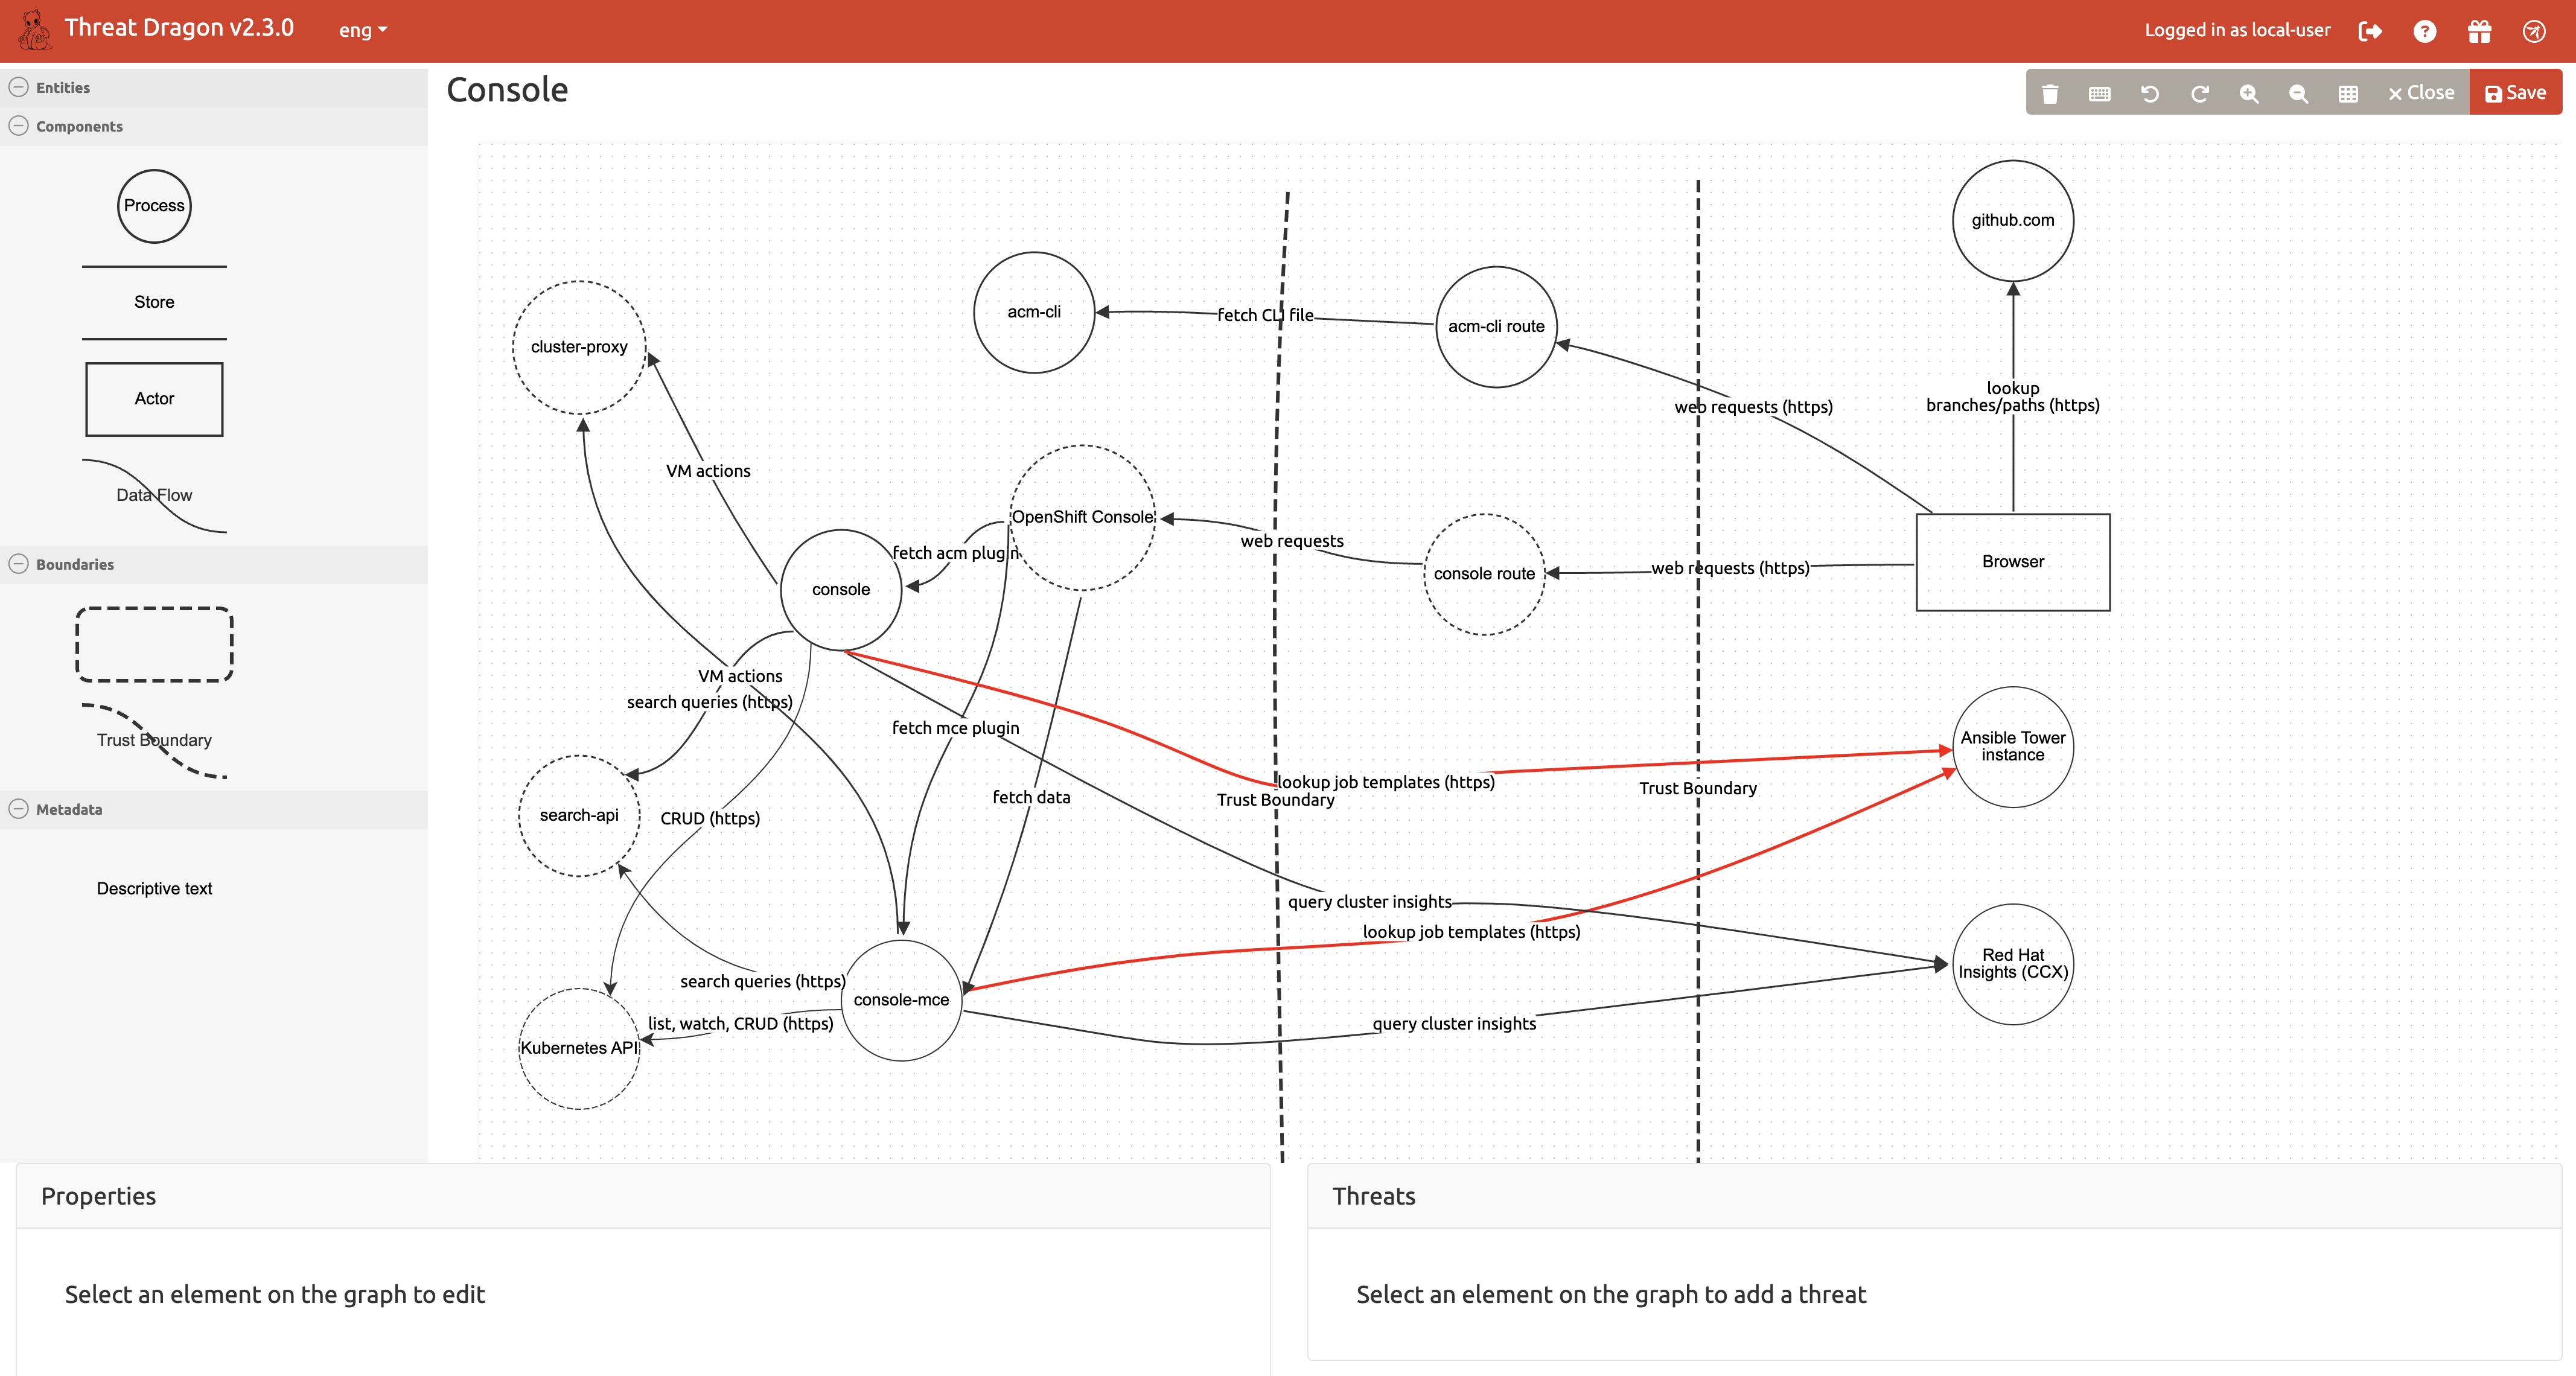 Threat Dragon v2.3.0
eng
Logged in as local-user
Entities
Components
Process
Store
Actor
Data Flow
Boundaries
Trust Boundary
Metadata
Descriptive text
Console
Close
Save
github.com
acm-cli
fetch CLI file
acm-cli route
cluster-proxy
lookup
branches/paths (https)
web requests (https)
VM actions
OpenShift Console
web requests
fetch acm plugin
console
console route
web requests (https)
Browser
VM actions
search queries (https)
fetch mce plugin
Ansible Tower
instance
lookup job templates (https)
Trust Boundary
Trust Boundary
fetch data
search-api
CRUD (https)
query cluster insights
lookup job templates (https)
Red Hat
Insights (CCX)
search queries (https)
console-mce
list, watch, CRUD (https)
query cluster insights
Kubernetes API
Properties
Select an element on the graph to edit
Threats
Select an element on the graph to add a threat